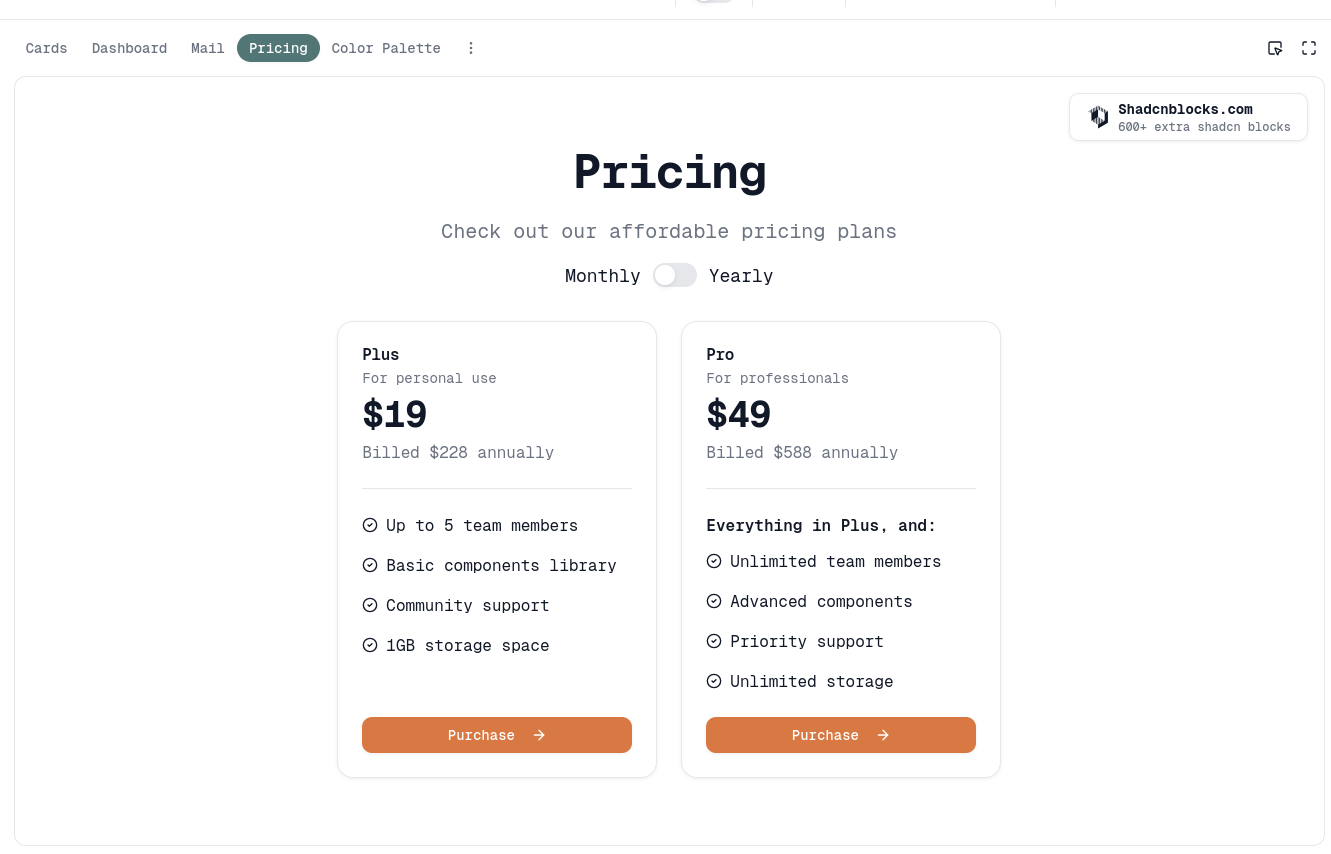 Cards Dashboard Mail Pricing Color Palette
Shadcnblocks.com
600+ extra shadcn blocks
Pricing
Check out our affordable pricing plans
Monthly Yearly
Plus
For personal use
$19
Billed $228 annually
Up to 5 team members
Basic components library
Community support
1GB storage space
Purchase
Pro
For professionals
$49
Billed $588 annually
Everything in Plus, and:
Unlimited team members
Advanced components
Priority support
Unlimited storage
Purchase